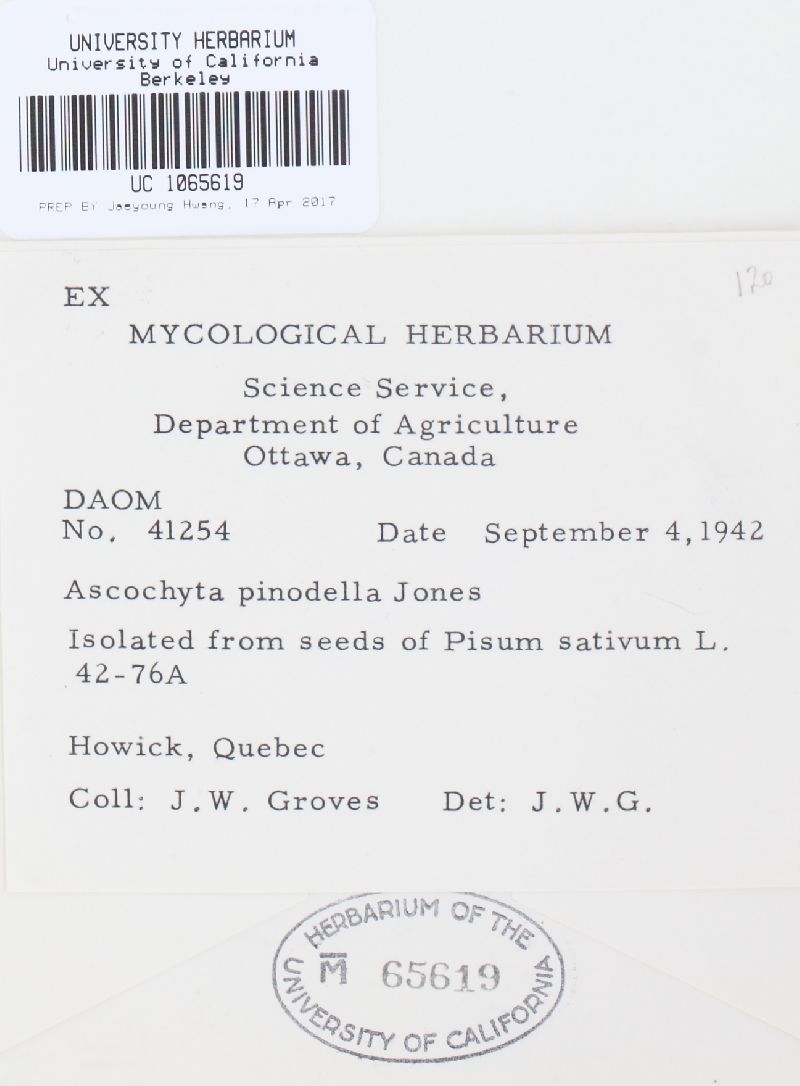 UNIVERSITY HERBARIUM
University of California
Berkeley
UC 1065619
PREP BY Jaeyoung Hwang, 17 Apr 2017
120
EX
MYCOLOGICAL HERBARIUM
Science Service,
Department of Agriculture
Ottawa, Canada
DAOM
No. 41254 Date September 4, 1942
Ascochyta pinodella Jones
Isolated from seeds of Pisum sativum L.
42-76A
Howick, Quebec
Coll: J.W. Groves Det: J.W.G.
HERBARIUM OF THE
M̅ 65619
UNIVERSITY OF CALIFORNIA